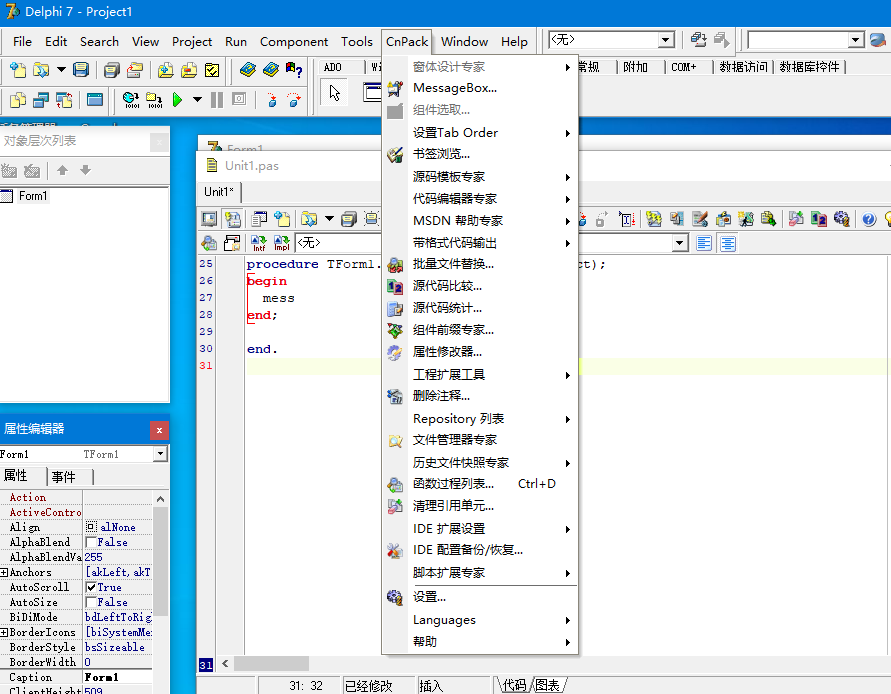 Delphi 7 - Project1
File Edit Search View Project Run Component Tools CnPack Window Help
<无>
ADO
常规 附加 COM+ 数据访问 数据库控件
对象层次列表
Form1
Form1
Unit1.pas
Unit1*
Intf Impl <无>
25 procedure TForm1. ct);
26 begin
27 mess
28 end;
29
30 end.
31
31
31: 32 已经修改 插入 代码 图表
属性编辑器 x
Form1 TForm1
属性 事件
Action
ActiveContro
Align alNone
AlphaBlend False
AlphaBlendVa 255
Anchors [akLeft,akT
AutoScroll True
AutoSize False
BiDiMode bdLeftToRig
BorderIcons [biSystemMe
BorderStyle bsSizeable
BorderWidth 0
Caption Form1
ClientHeight 509
窗体设计专家
MessageBox...
组件选取...
设置Tab Order
书签浏览...
源码模板专家
代码编辑器专家
MSDN 帮助专家
带格式代码输出
批量文件替换...
源代码比较...
源代码统计...
组件前缀专家...
属性修改器...
工程扩展工具
删除注释...
Repository 列表
文件管理器专家
历史文件快照专家
函数过程列表... Ctrl+D
清理引用单元...
IDE 扩展设置
IDE 配置备份/恢复...
脚本扩展专家
设置...
Languages
帮助